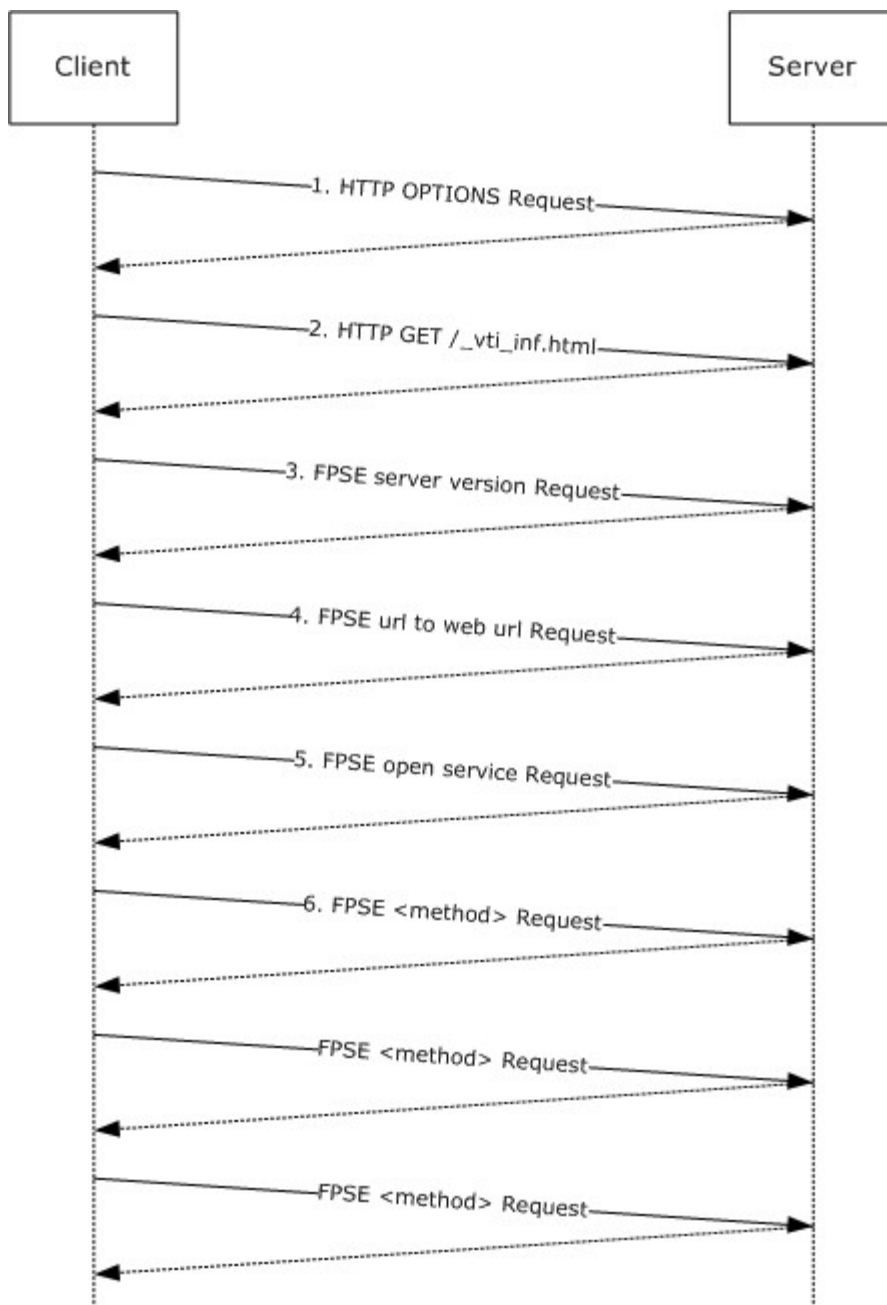 Client
Server
1. HTTP OPTIONS Request
2. HTTP GET /_vti_inf.html
3. FPSE server version Request
4. FPSE url to web url Request
5. FPSE open service Request
6. FPSE <method> Request
FPSE <method> Request
FPSE <method> Request